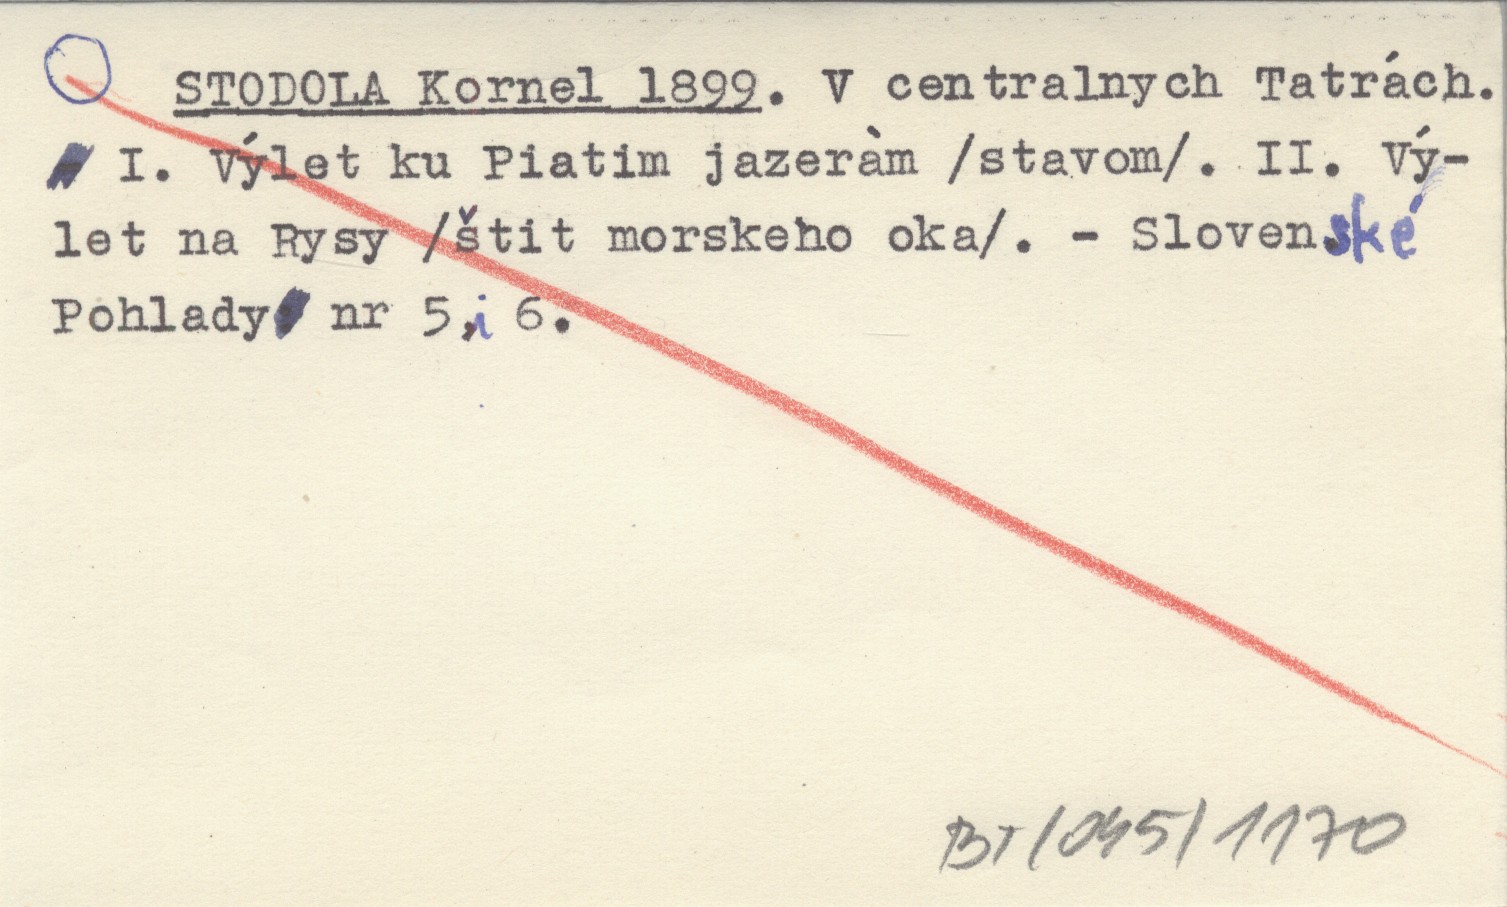 STODOLA Kornel 1899. V centralnych Tatrách.
I. Výlet ku Piatim jazeràm /stavom/. II. Vý-
let na Rysy /štit morskeho oka/. - Slovenské
Pohlady nr 5 i 6.
BT/045/1170